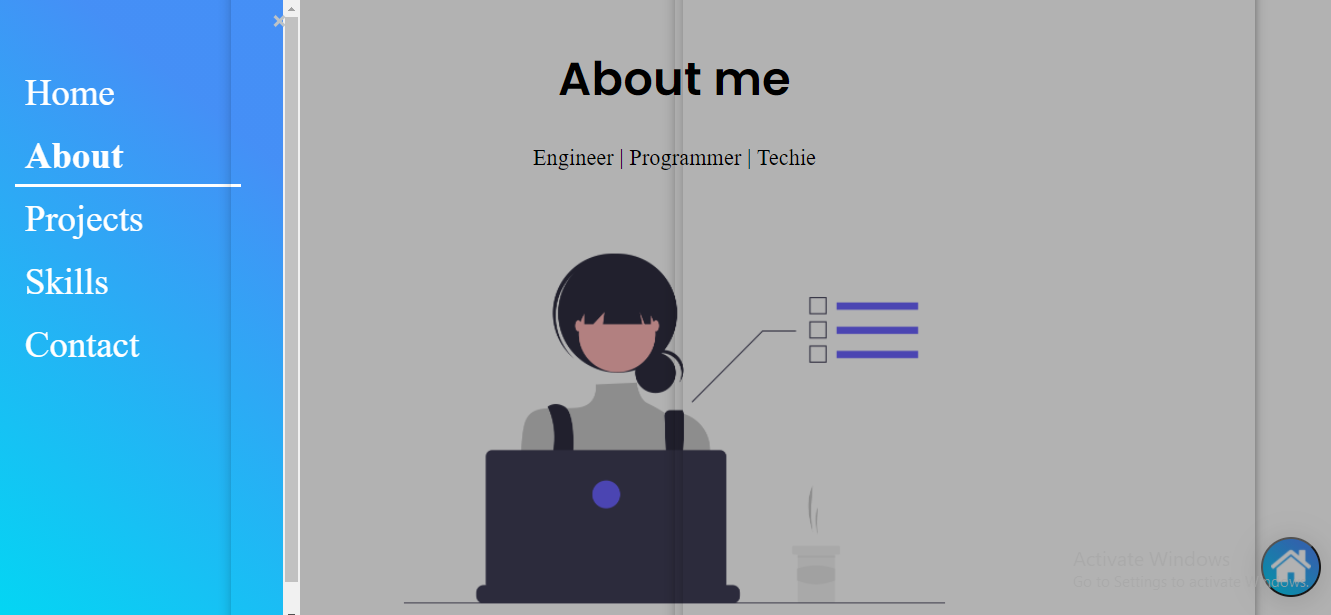 ×
Home
About
Projects
Skills
Contact
About me
Engineer | Programmer | Techie
Activate Windows
Go to Settings to activate Windows.